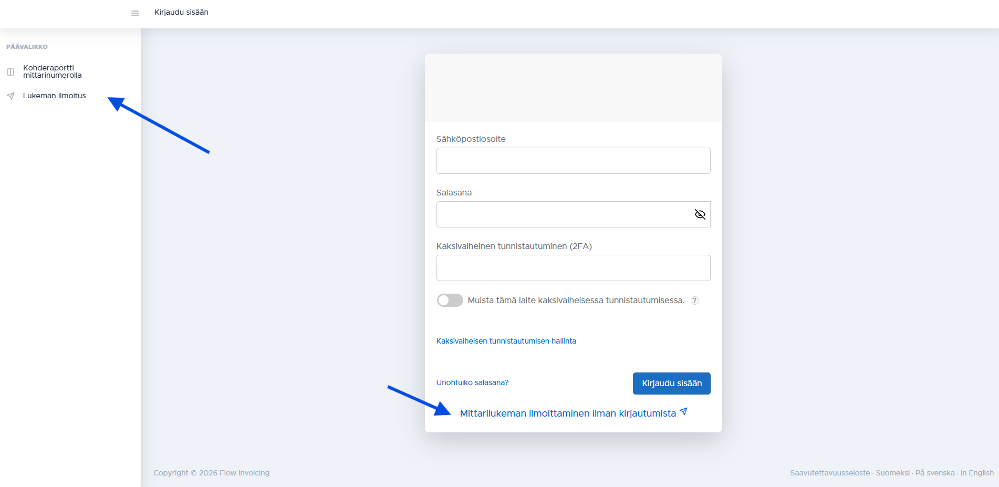 Kirjaudu sisään
PÄÄVALIKKO
Kohderaportti
mittarinumerolla
Lukeman ilmoitus
Sähköpostiosoite
Salasana
Kaksivaiheinen tunnistautuminen (2FA)
Muista tämä laite kaksivaiheisessa tunnistautumisessa. ?
Kaksivaiheisen tunnistautumisen hallinta
Unohtuiko salasana?
Kirjaudu sisään
Mittarilukeman ilmoittaminen ilman kirjautumista
Copyright © 2026 Flow Invoicing
Saavutettavuusseloste · Suomeksi · På svenska · In English